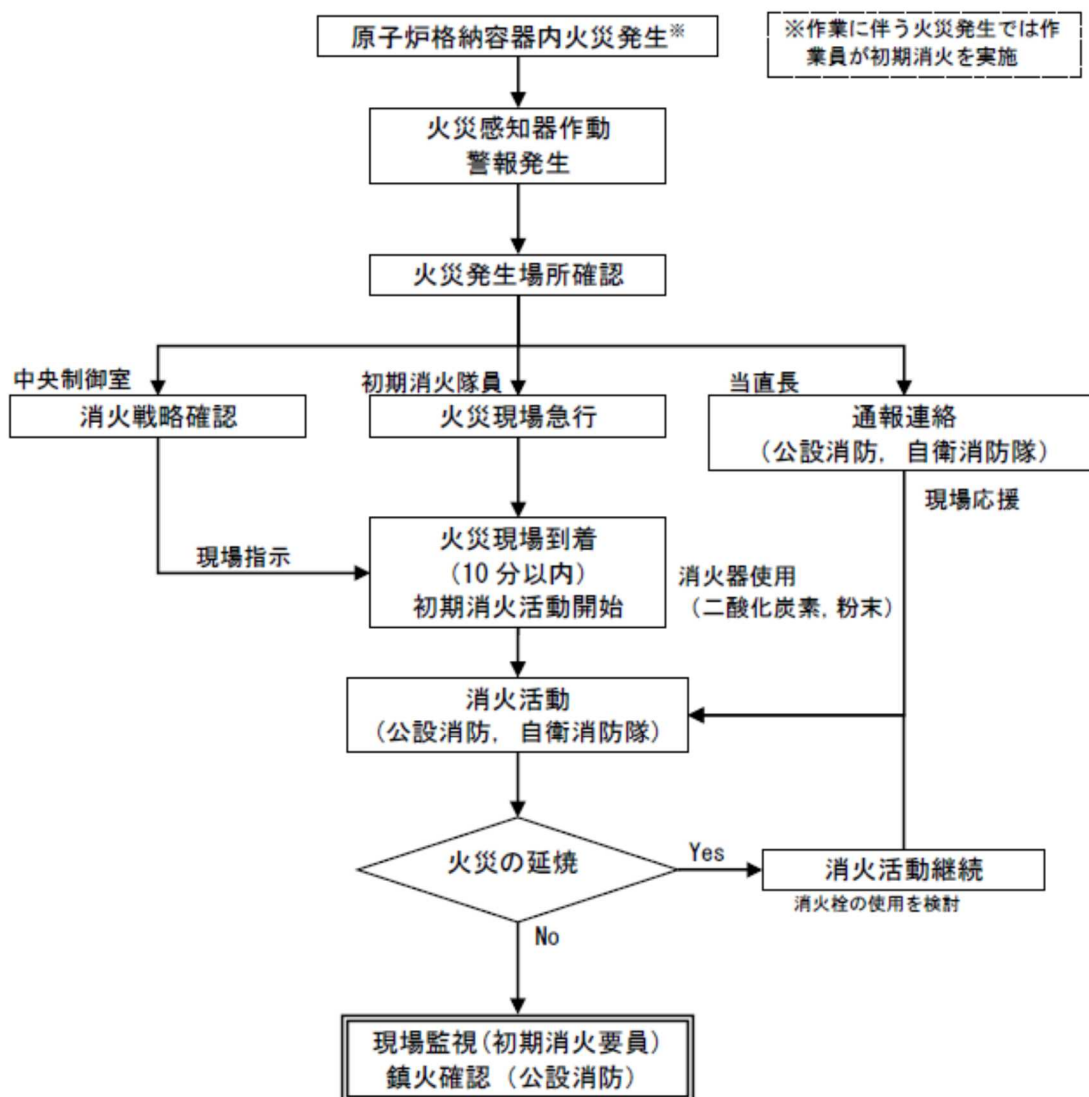 原子炉格納容器内火災発生※
※作業に伴う火災発生では作
業員が初期消火を実施
火災感知器作動
警報発生
火災発生場所確認
中央制御室
消火戦略確認
初期消火隊員
火災現場急行
当直長
通報連絡
(公設消防, 自衛消防隊)
現場応援
現場指示
火災現場到着
(10 分以内)
初期消火活動開始
消火器使用
(二酸化炭素, 粉末)
消火活動
(公設消防, 自衛消防隊)
火災の延焼
Yes
消火活動継続
消火栓の使用を検討
No
現場監視(初期消火要員)
鎮火確認 (公設消防)